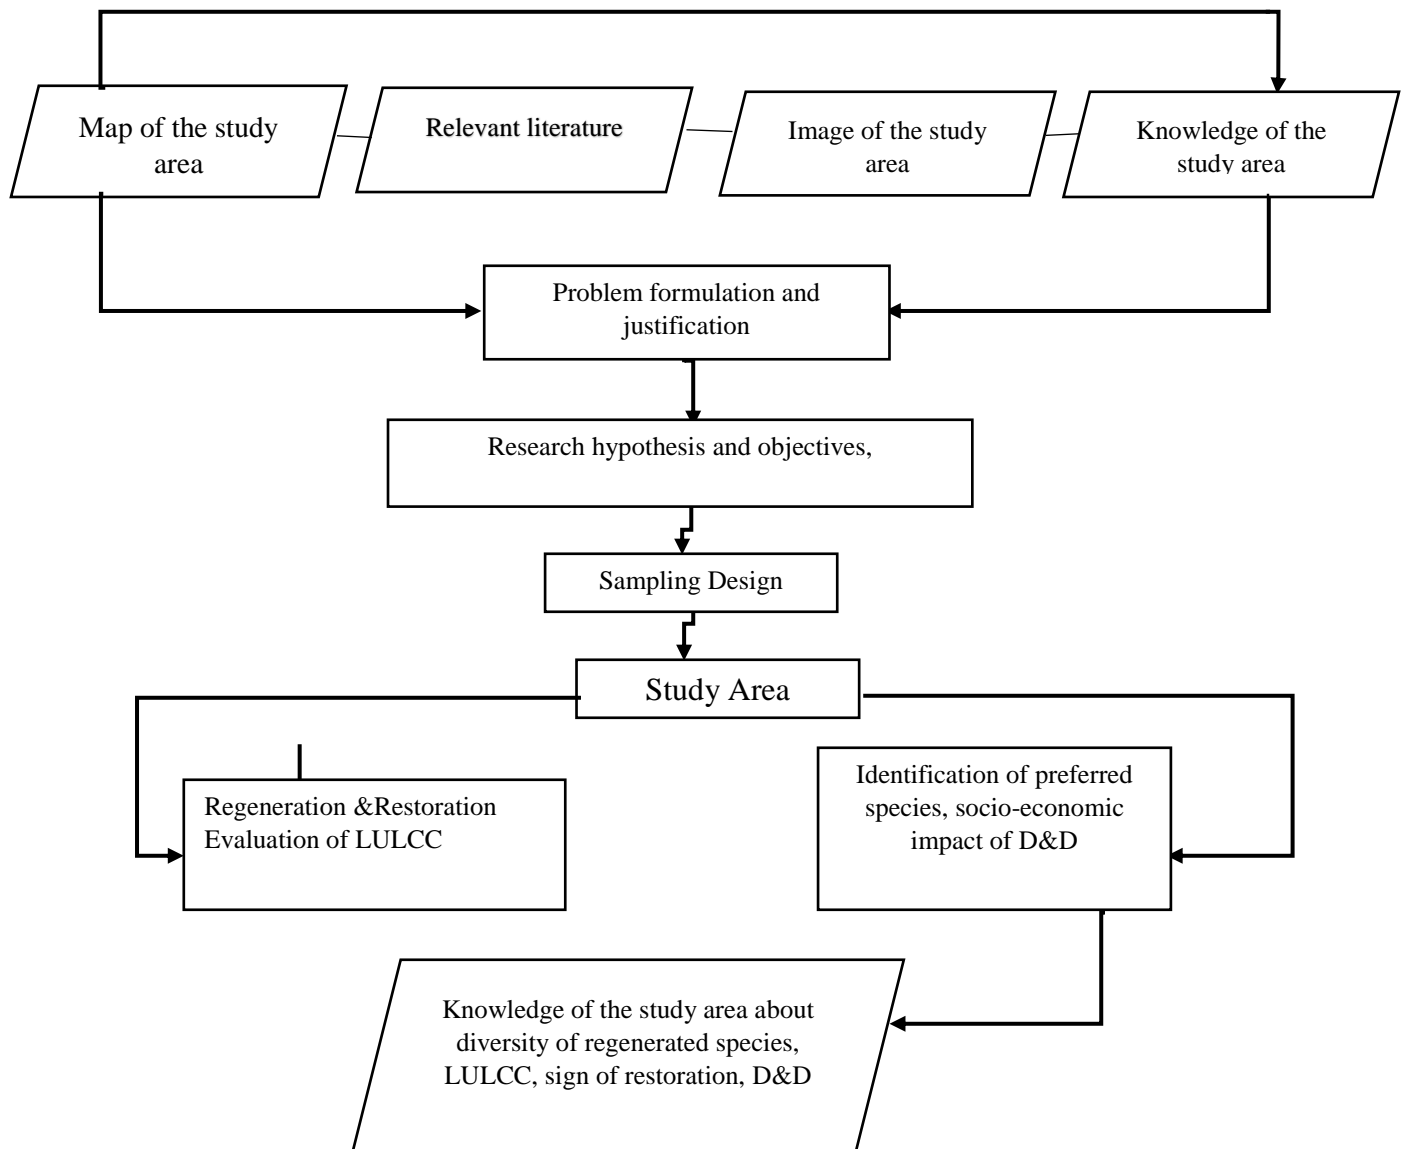 Map of the study
area
Relevant literature
Image of the study
area
Knowledge of the
study area
Problem formulation and
justification
Research hypothesis and objectives,
Sampling Design
Study Area
Regeneration &Restoration
Evaluation of LULCC
Identification of preferred
species, socio-economic
impact of D&D
Knowledge of the study area about
diversity of regenerated species,
LULCC, sign of restoration, D&D